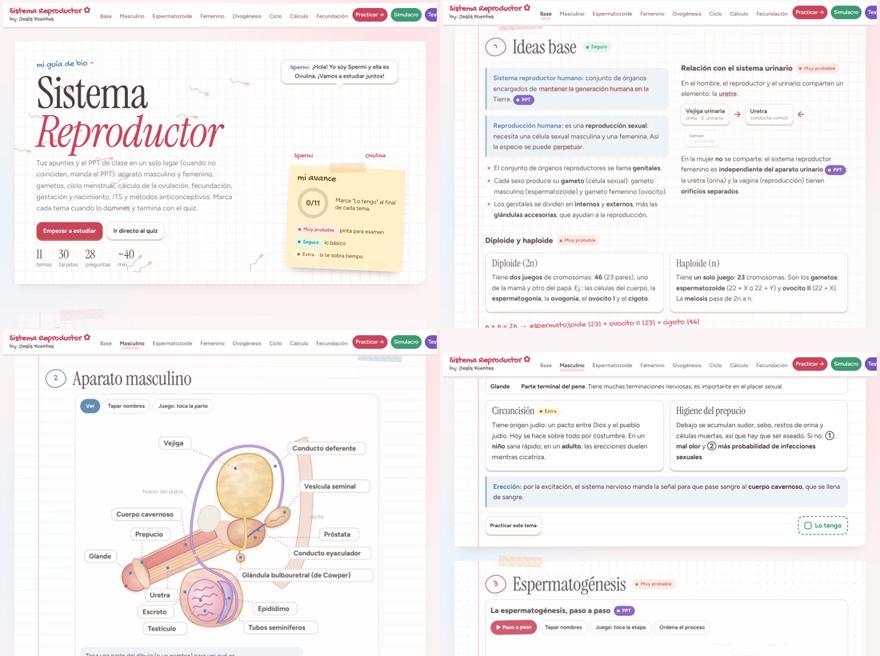 Sistema Reproductor
by: Jesús Fuentes
Base Masculino Espermatozoide Femenino Ovogénesis Ciclo Cálculo Fecundación Practicar → Simulacro
mi guía de bio ~
Sistema
Reproductor
Tus apuntes y el PPT de clase en un solo lugar (cuando no
coinciden, manda el PPT): aparato masculino y femenino,
gametos, ciclo menstrual, cálculo de la ovulación, fecundación,
gestación y nacimiento, ITS y métodos anticonceptivos. Marca
cada tema cuando lo domines y termina con el quiz.
Empezar a estudiar
Ir directo al quiz
11 30 28 ~40
temas tarjetas preguntas min
Spermi: ¡Hola! Yo soy Spermi y ella es
Ovulina. ¡Vamos a estudiar juntos!
Spermi Ovulina
mi avance
0/11
Marca "Lo tengo" al final
de cada tema.
Muy probable pinta para examen
Seguro lo básico
Extra si te sobra tiempo
Sistema Reproductor
by: Jesús Fuentes
Base Masculino Espermatozoide Femenino Ovogénesis Ciclo Cálculo Fecundación Practicar → Simulacro
1 Ideas base Seguro
Sistema reproductor humano: conjunto de órganos
encargados de mantener la generación humana en la
Tierra. PPT
Reproducción humana: es una reproducción sexual:
necesita una célula sexual masculina y una femenina. Así
la especie se puede perpetuar.
El conjunto de órganos reproductores se llama genitales.
Cada sexo produce su gameto (célula sexual): gameto
masculino (espermatozoide) y gameto femenino (ovocito).
Los genitales se dividen en internos y externos, más las
glándulas accesorias, que ayudan a la reproducción.
Relación con el sistema urinario Muy probable
En el hombre, el reproductor y el urinario comparten un
elemento: la uretra.
Vejiga urinaria
orina · S. urinario
→
Uretra
conducto común
←
Semen
En la mujer no se comparte: el sistema reproductor
femenino es independiente del aparato urinario PPT:
la uretra (orina) y la vagina (reproducción) tienen
orificios separados.
Diploide y haploide Muy probable
Diploide (2n)
Tiene dos juegos de cromosomas: 46 (23 pares), uno
de la mamá y otro del papá. Ej.: las células del cuerpo, la
espermatogonia, la ovogonia, el ovocito I y el cigoto.
Haploide (n)
Tiene un solo juego: 23 cromosomas. Son los gametos:
espermatozoide (22 + X o 22 + Y) y ovocito II (22 + X).
La meiosis pasa de 2n a n.
n + n = 2n → espermatozoide (23) + ovocito II (23) = cigoto (46)
Sistema Reproductor
by: Jesús Fuentes
Base Masculino Espermatozoide Femenino Ovogénesis Ciclo Cálculo Fecundación Practicar → Simulacro
2 Aparato masculino
Ver Tapar nombres Juego: toca la parte
Vejiga
Conducto deferente
Vesícula seminal
hueso del pubis
Cuerpo cavernoso
Prepucio
Próstata
Conducto eyaculador
Glande
Glándula bulbouretral (de Cowper)
Uretra
Escroto
Epidídimo
Testículo
Tubos seminíferos
Sistema Reproductor
by: Jesús Fuentes
Base Masculino Espermatozoide Femenino Ovogénesis Ciclo Cálculo Fecundación Practicar → Simulacro
Glande Parte terminal del pene. Tiene muchas terminaciones nerviosas; es importante en el placer sexual.
Circuncisión Extra
Tiene origen judío: un pacto entre Dios y el pueblo
judío. Hoy se hace sobre todo por costumbre. En un
niño sana rápido; en un adulto, las erecciones duelen
mientras cicatriza.
Higiene del prepucio
Debajo se acumulan sudor, sebo, restos de orina y
células muertas, así que hay que ser aseado. Si no: ①
mal olor y ② más probabilidad de infecciones
sexuales.
Erección: por la excitación, el sistema nervioso manda la señal para que pase sangre al cuerpo cavernoso, que se llena
de sangre.
Practicar este tema
Lo tengo
3 Espermatogénesis Muy probable
La espermatogénesis, paso a paso PPT
▶ Paso a paso Tapar nombres Juego: toca la etapa Ordena el proceso